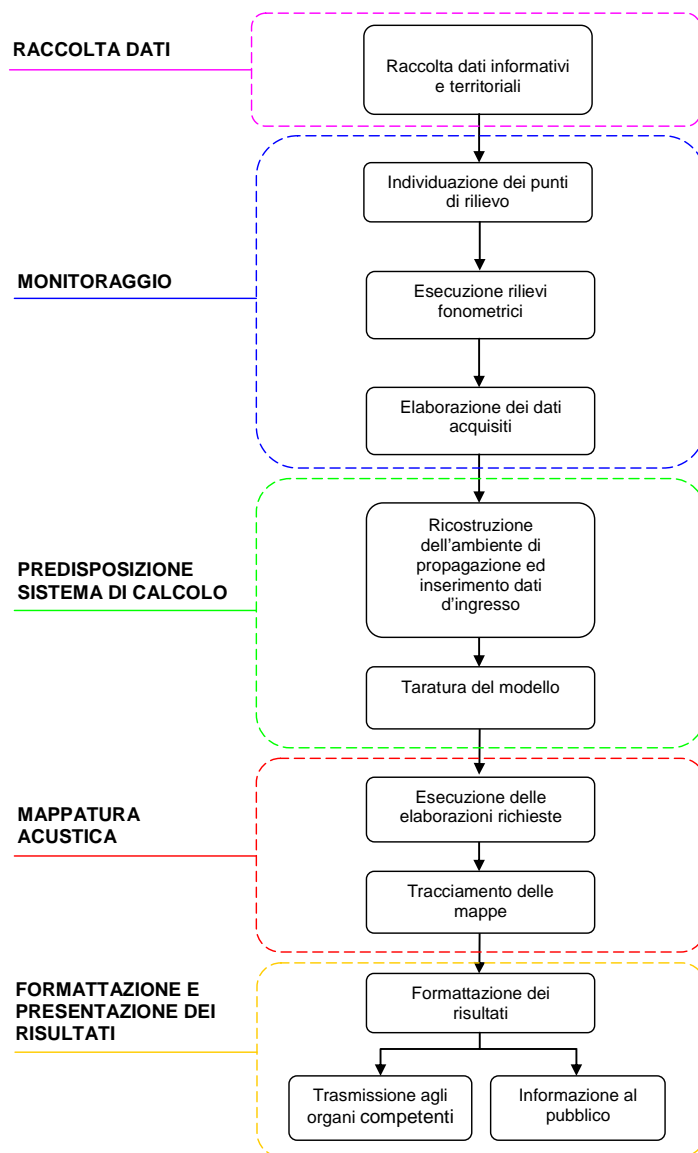 RACCOLTA DATI
Raccolta dati informativi
e territoriali
MONITORAGGIO
Individuazione dei punti
di rilievo
Esecuzione rilievi
fonometrici
Elaborazione dei dati
acquisiti
PREDISPOSIZIONE
SISTEMA DI CALCOLO
Ricostruzione
dell’ambiente di
propagazione ed
inserimento dati
d’ingresso
Taratura del modello
MAPPATURA
ACUSTICA
Esecuzione delle
elaborazioni richieste
Tracciamento delle
mappe
FORMATTAZIONE E
PRESENTAZIONE DEI
RISULTATI
Formattazione dei
risultati
Trasmissione agli
organi competenti
Informazione al
pubblico